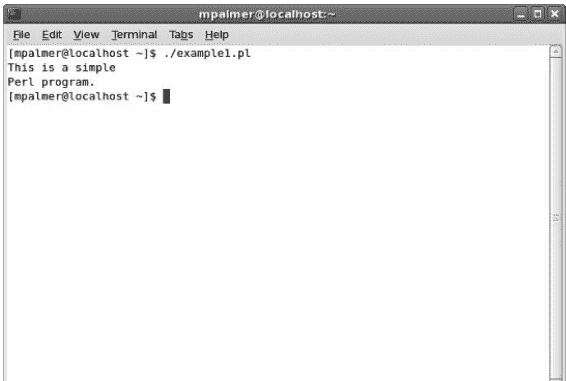 mpalmer@localhost:~
File Edit View Terminal Tabs Help
[mpalmer@localhost ~]$ ./example1.pl
This is a simple
Perl program.
[mpalmer@localhost ~]$